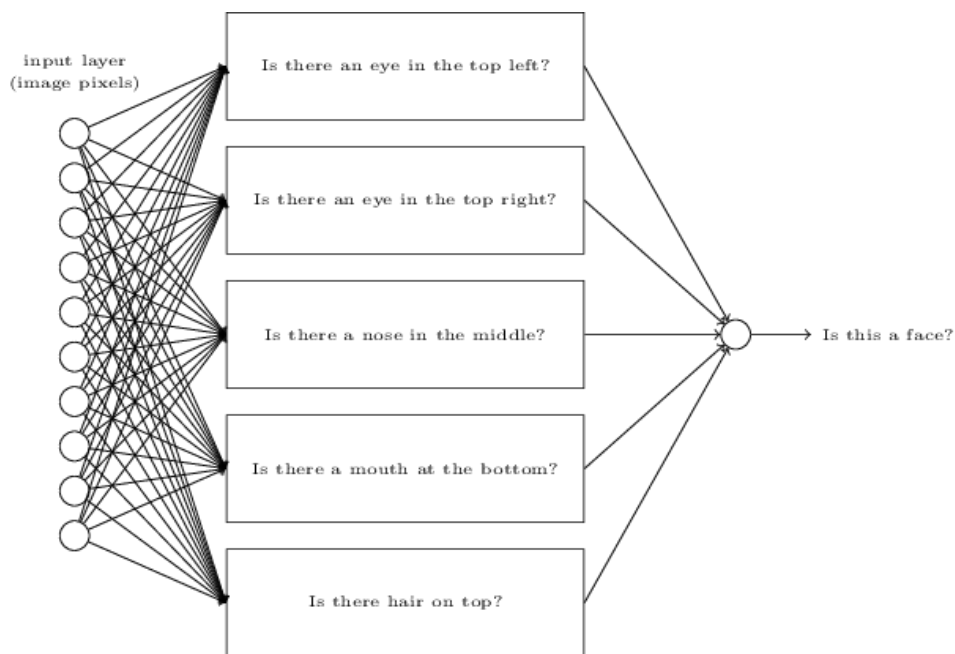 input layer
(image pixels)
Is there an eye in the top left?
Is there an eye in the top right?
Is there a nose in the middle?
Is there a mouth at the bottom?
Is there hair on top?
Is this a face?